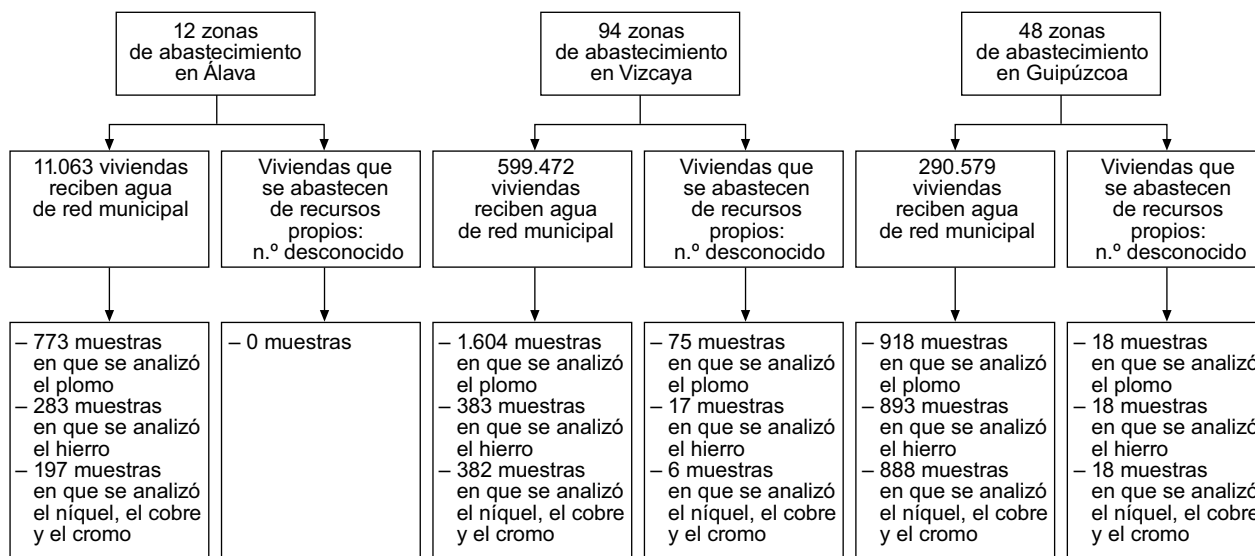 12 zonas
de abastecimiento
en Álava
94 zonas
de abastecimiento
en Vizcaya
48 zonas
de abastecimiento
en Guipúzcoa
11.063 viviendas
reciben agua
de red municipal
Viviendas que
se abastecen
de recursos
propios:
n.º desconocido
599.472
viviendas
reciben agua
de red municipal
Viviendas que
se abastecen
de recursos
propios:
n.º desconocido
290.579
viviendas
reciben agua
de red municipal
Viviendas que
se abastecen
de recursos
propios:
n.º desconocido
– 773 muestras
en que se analizó
el plomo
– 283 muestras
en que se analizó
el hierro
– 197 muestras
en que se analizó
el níquel, el cobre
y el cromo
– 0 muestras
– 1.604 muestras
en que se analizó
el plomo
– 383 muestras
en que se analizó
el hierro
– 382 muestras
en que se analizó
el níquel, el cobre
y el cromo
– 75 muestras
en que se analizó
el plomo
– 17 muestras
en que se analizó
el hierro
– 6 muestras
en que se analizó
el níquel, el cobre
y el cromo
– 918 muestras
en que se analizó
el plomo
– 893 muestras
en que se analizó
el hierro
– 888 muestras
en que se analizó
el níquel, el cobre
y el cromo
– 18 muestras
en que se analizó
el plomo
– 18 muestras
en que se analizó
el hierro
– 18 muestras
en que se analizó
el níquel, el cobre
y el cromo